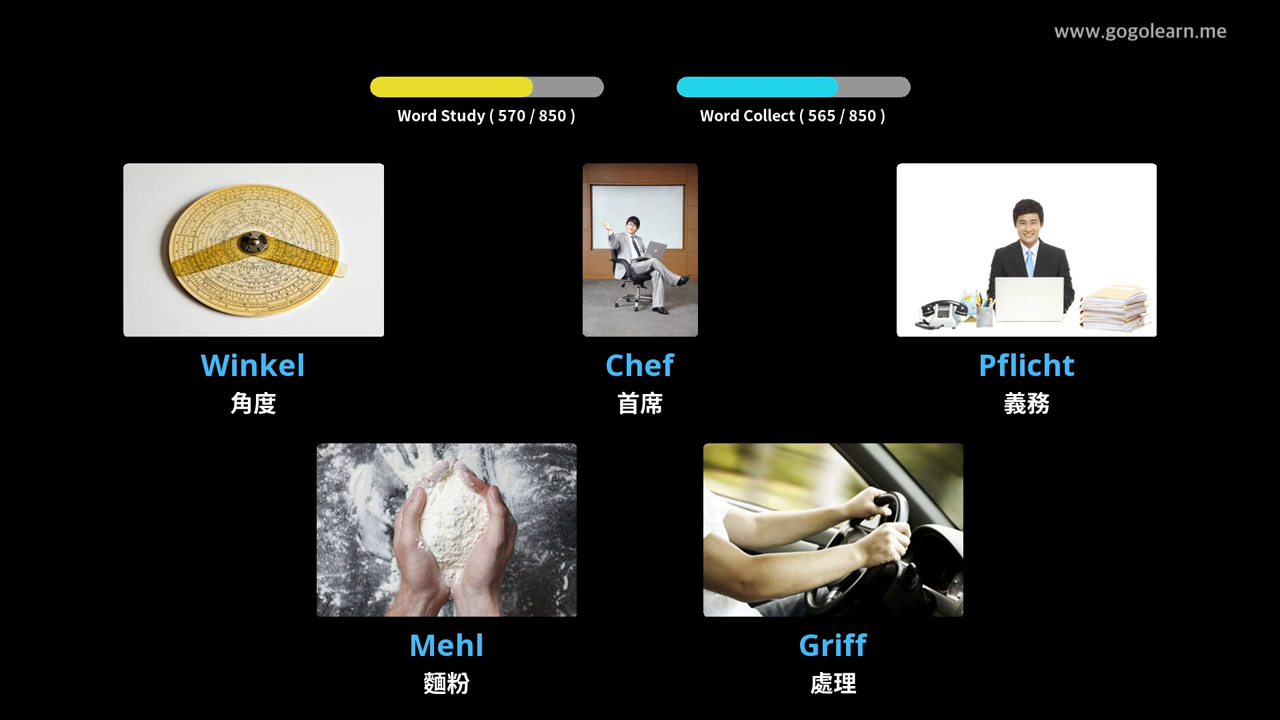 www.gogolearn.me
Word Study ( 570 / 850 )
Word Collect ( 565 / 850 )
Winkel
角度
Chef
首席
Pflicht
義務
Mehl
麵粉
Griff
處理